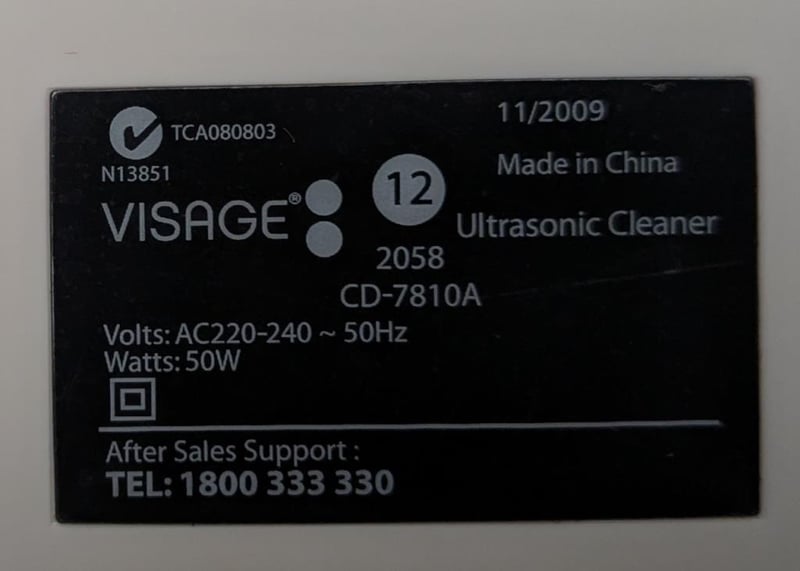 TCA080803
N13851
VISAGE®
12
2058
CD-7810A
11/2009
Made in China
Ultrasonic Cleaner
Volts: AC220-240 ~ 50Hz
Watts: 50W
After Sales Support :
TEL: 1800 333 330